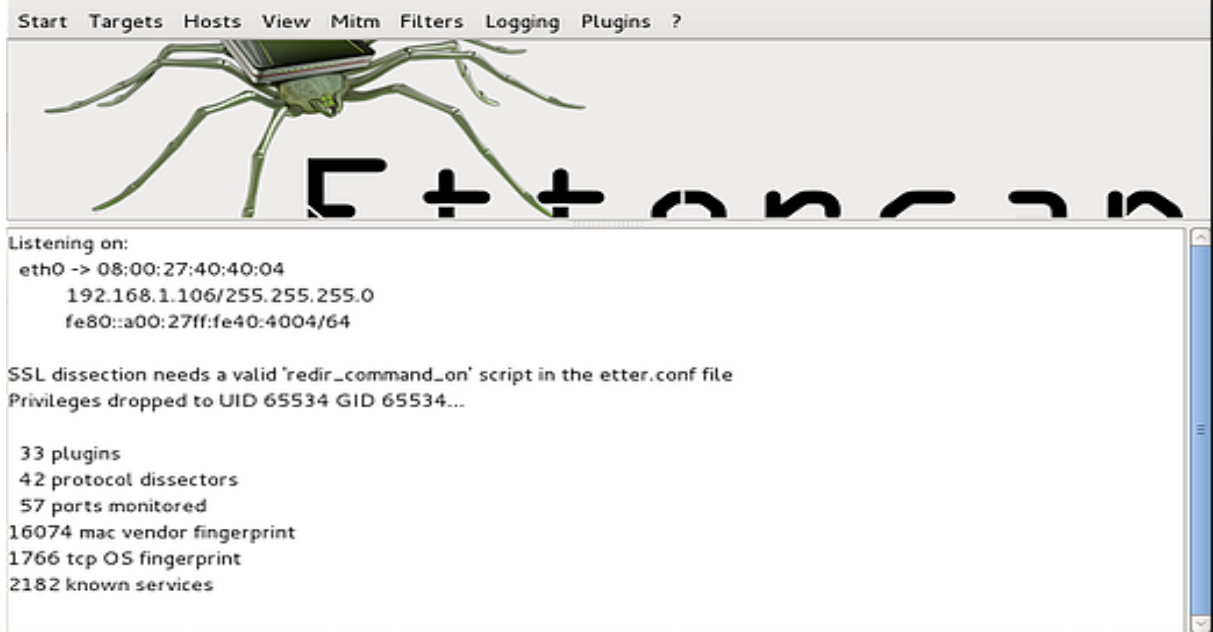 Start Targets Hosts View Mitm Filters Logging Plugins ?
Ettercap
Listening on:
eth0 -> 08:00:27:40:40:04
192.168.1.106/255.255.255.0
fe80::a00:27ff:fe40:4004/64
SSL dissection needs a valid 'redir_command_on' script in the etter.conf file
Privileges dropped to UID 65534 GID 65534...
33 plugins
42 protocol dissectors
57 ports monitored
16074 mac vendor fingerprint
1766 tcp OS fingerprint
2182 known services